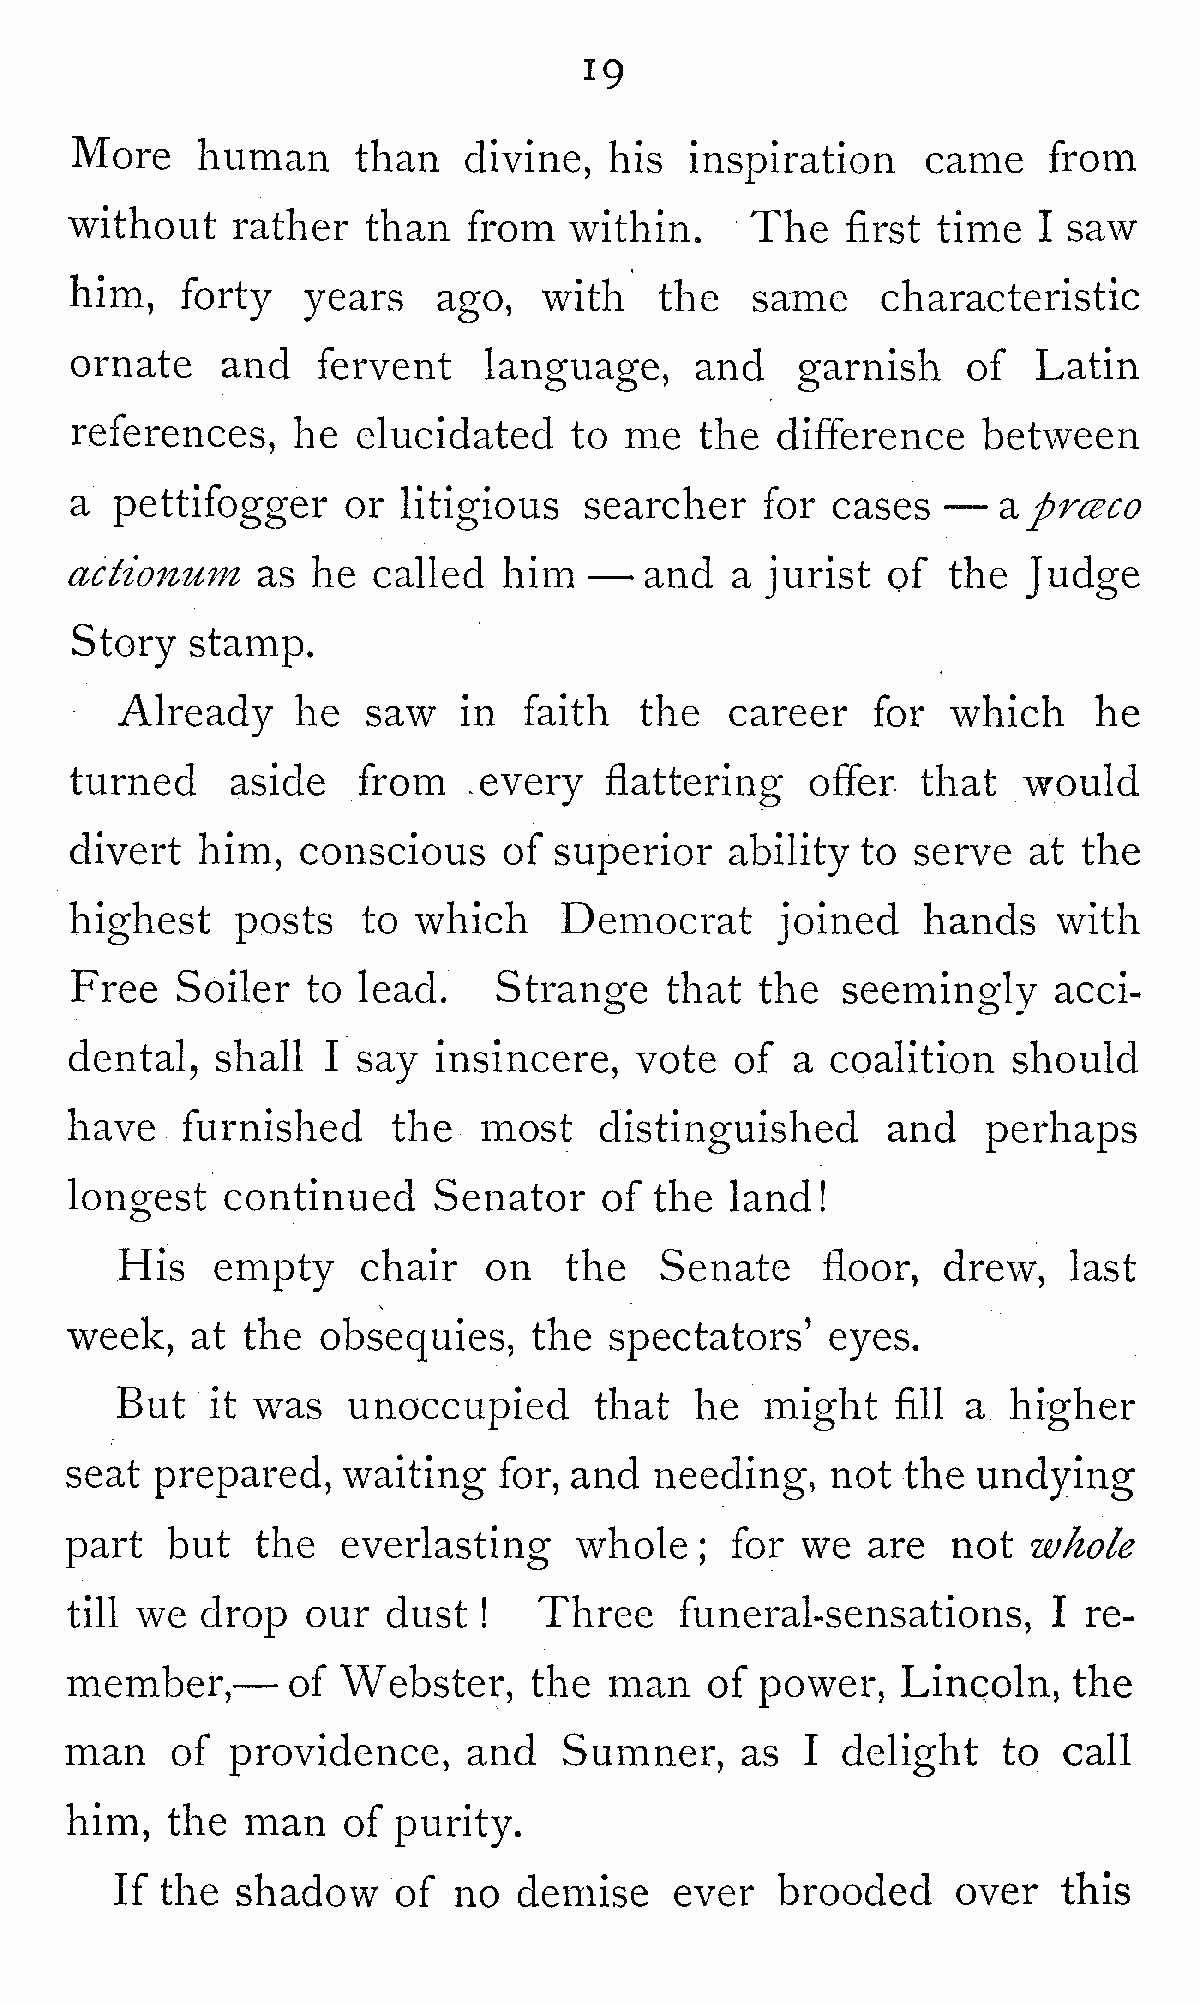 19
More human than divine, his inspiration came from
without rather than from within. The first time I saw
him, forty years ago, with the same characteristic
ornate and fervent language, and garnish of Latin
references, he elucidated to me the difference between
a pettifogger or litigious searcher for cases — a præco
actionum as he called him — and a jurist of the Judge
Story stamp.
Already he saw in faith the career for which he
turned aside from every flattering offer that would
divert him, conscious of superior ability to serve at the
highest posts to which Democrat joined hands with
Free Soiler to lead. Strange that the seemingly acci-
dental, shall I say insincere, vote of a coalition should
have furnished the most distinguished and perhaps
longest continued Senator of the land!
His empty chair on the Senate floor, drew, last
week, at the obsequies, the spectators' eyes.
But it was unoccupied that he might fill a higher
seat prepared, waiting for, and needing, not the undying
part but the everlasting whole; for we are not whole
till we drop our dust! Three funeral-sensations, I re-
member,— of Webster, the man of power, Lincoln, the
man of providence, and Sumner, as I delight to call
him, the man of purity.
If the shadow of no demise ever brooded over this